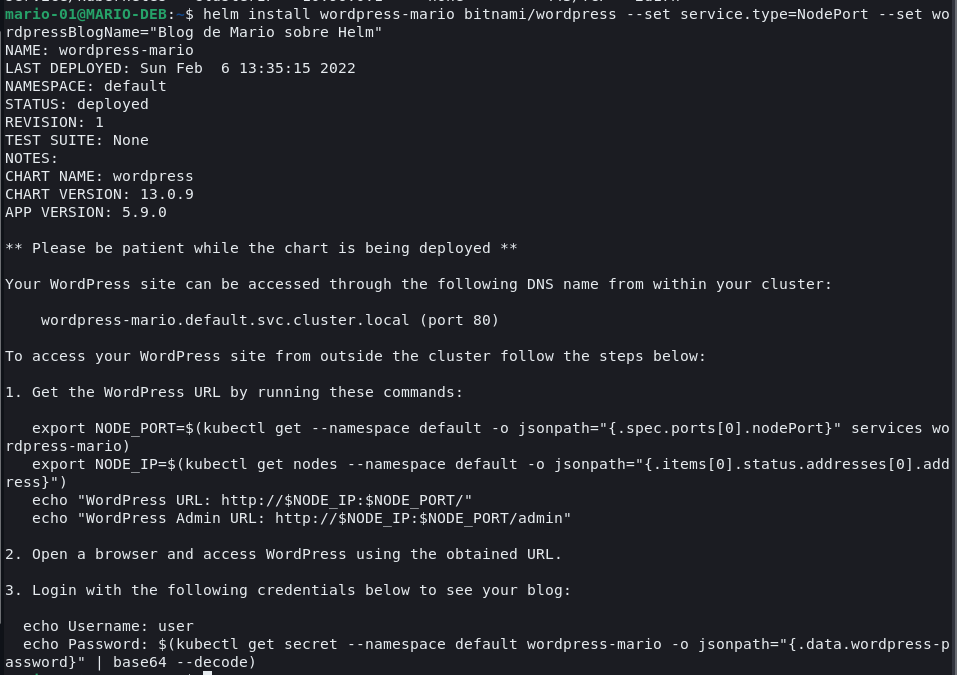 mario-01@MARIO-DEB:~$ helm install wordpress-mario bitnami/wordpress --set service.type=NodePort --set wo
rdpressBlogName="Blog de Mario sobre Helm"
NAME: wordpress-mario
LAST DEPLOYED: Sun Feb  6 13:35:15 2022
NAMESPACE: default
STATUS: deployed
REVISION: 1
TEST SUITE: None
NOTES:
CHART NAME: wordpress
CHART VERSION: 13.0.9
APP VERSION: 5.9.0

** Please be patient while the chart is being deployed **

Your WordPress site can be accessed through the following DNS name from within your cluster:

    wordpress-mario.default.svc.cluster.local (port 80)

To access your WordPress site from outside the cluster follow the steps below:

1. Get the WordPress URL by running these commands:

   export NODE_PORT=$(kubectl get --namespace default -o jsonpath="{.spec.ports[0].nodePort}" services wo
rdpress-mario)
   export NODE_IP=$(kubectl get nodes --namespace default -o jsonpath="{.items[0].status.addresses[0].add
ress}")
   echo "WordPress URL: http://$NODE_IP:$NODE_PORT/"
   echo "WordPress Admin URL: http://$NODE_IP:$NODE_PORT/admin"

2. Open a browser and access WordPress using the obtained URL.

3. Login with the following credentials below to see your blog:

  echo Username: user
  echo Password: $(kubectl get secret --namespace default wordpress-mario -o jsonpath="{.data.wordpress-p
assword}" | base64 --decode)